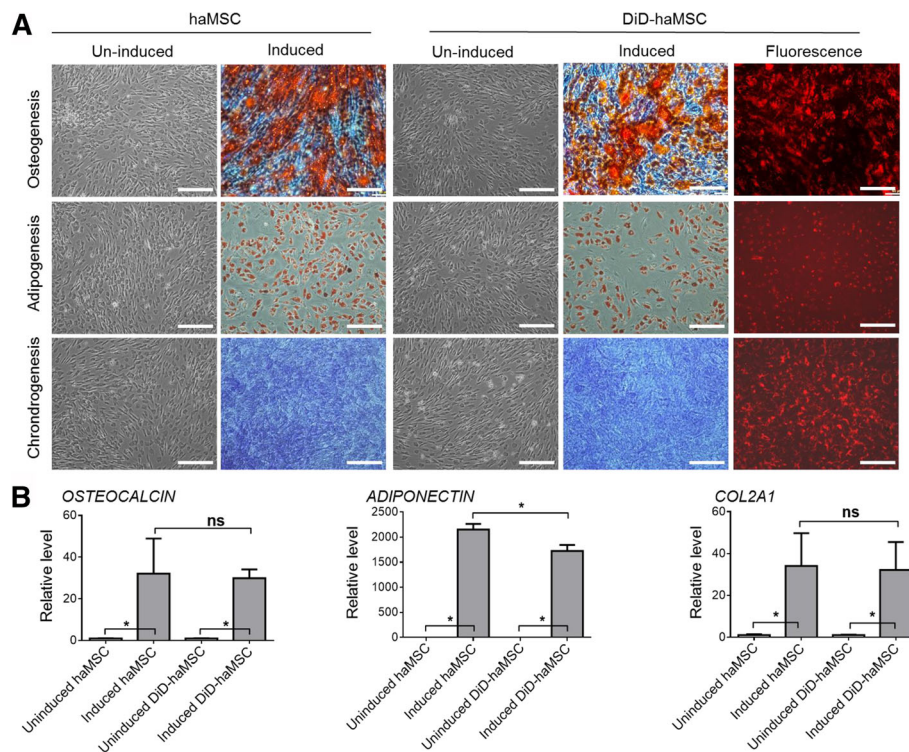 A
haMSC
DiD-haMSC
Un-induced
Induced
Un-induced
Induced
Fluorescence
Osteogenesis
Adipogenesis
Chrondrogenesis
B
OSTEOCALCIN
Relative level
60
40
20
0
ns
*
*
Uninduced haMSC
Induced haMSC
Uninduced DiD-haMSC
Induced DiD-haMSC
ADIPONECTIN
Relative level
2500
2000
1500
1000
500
0
*
*
*
Uninduced haMSC
Induced haMSC
Uninduced DiD-haMSC
Induced DiD-haMSC
COL2A1
Relative level
60
40
20
0
ns
*
*
Uninduced haMSC
Induced haMSC
Uninduced DiD-haMSC
Induced DiD-haMSC